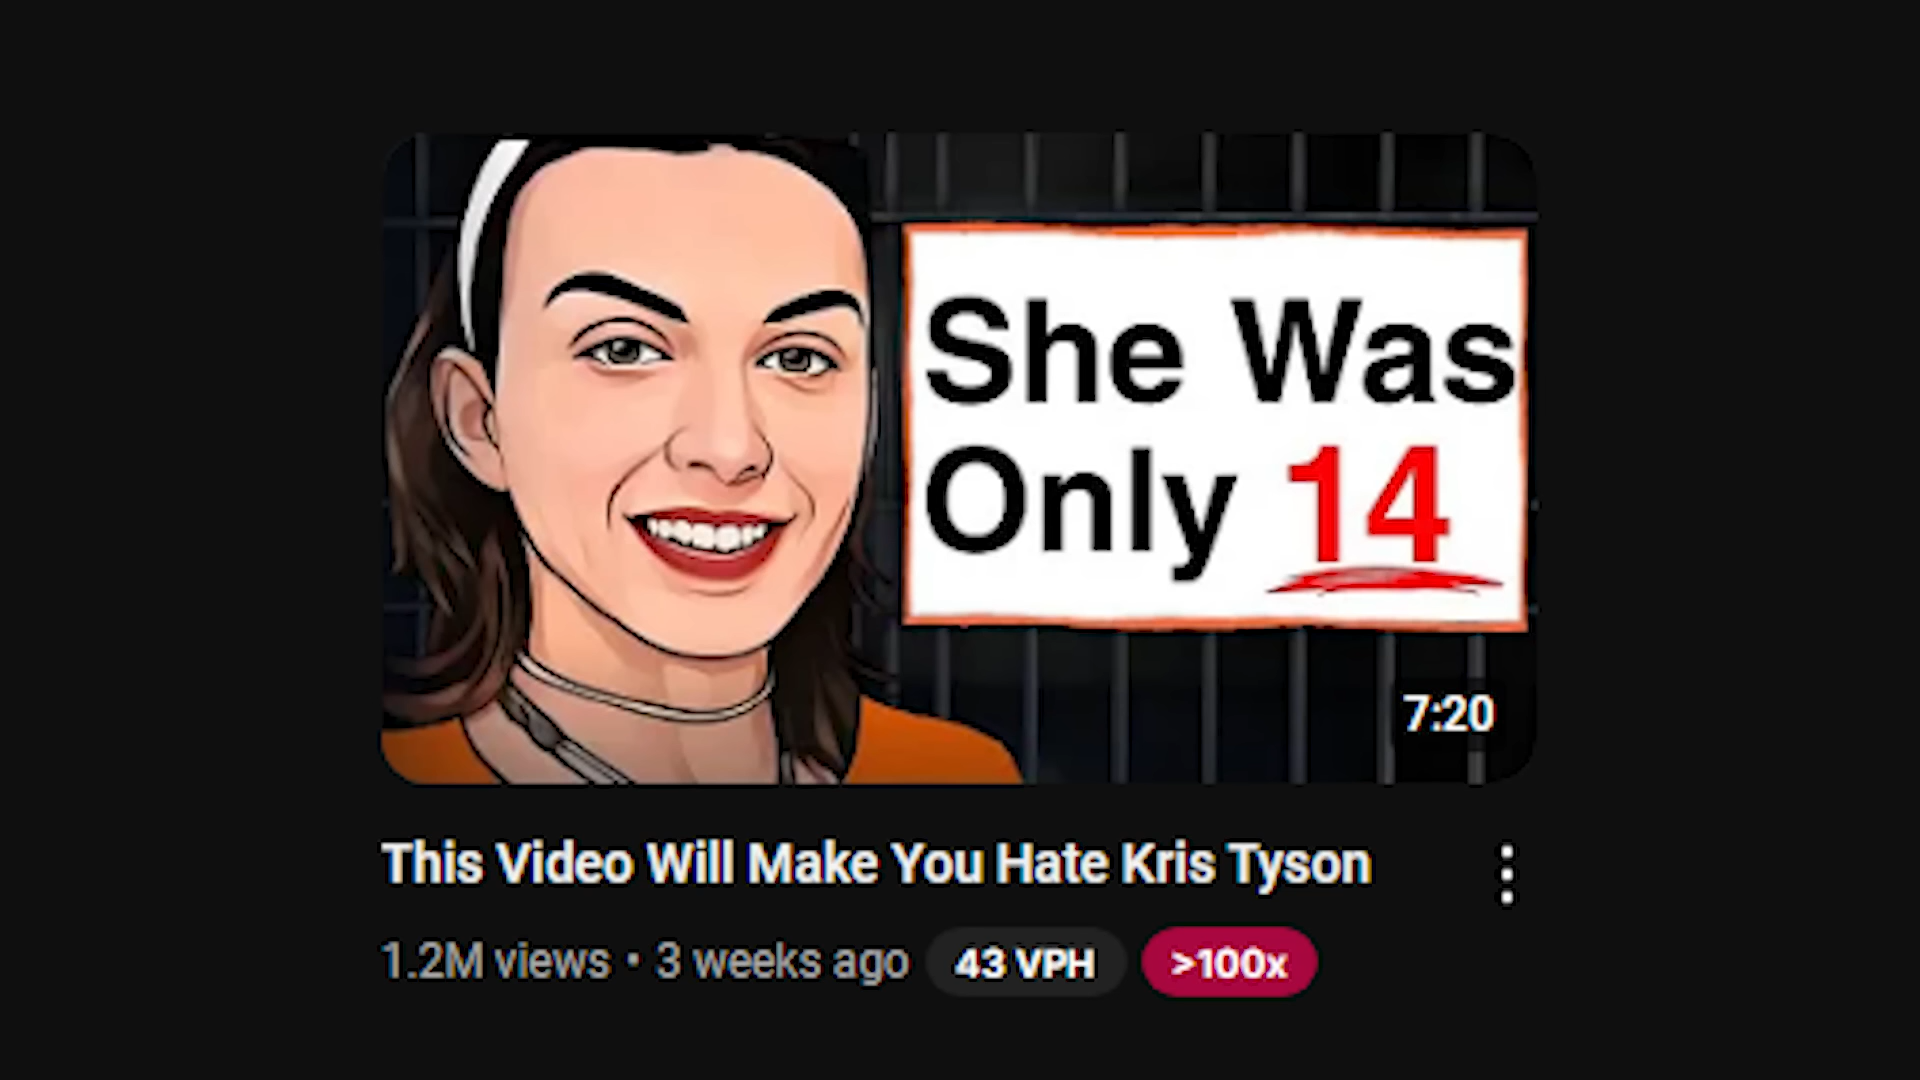 She Was
Only 14
7:20
This Video Will Make You Hate Kris Tyson
1.2M views • 3 weeks ago 43 VPH >100x